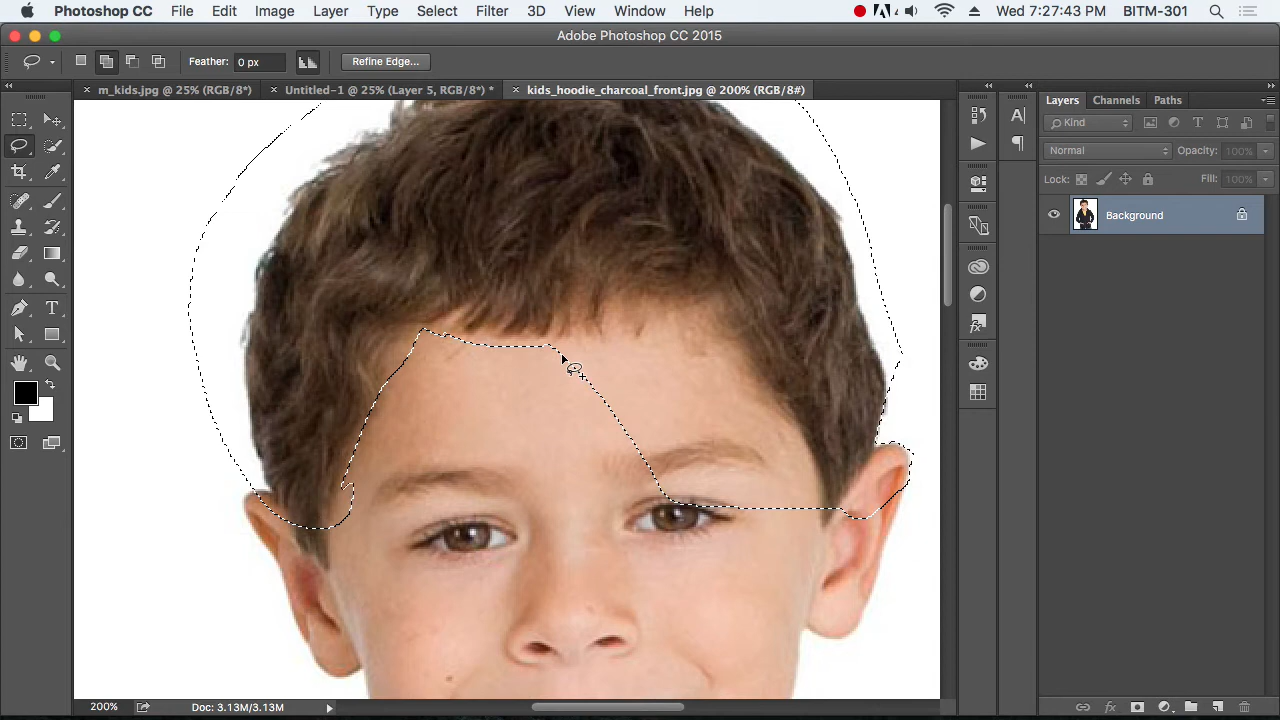 Photoshop CC File Edit Image Layer Type Select Filter 3D View Window Help 4 Wed 7:27:43 PM BITM-301
Adobe Photoshop CC 2015
Feather: 0 px Refine Edge...
m_kids.jpg @ 25% (RGB/8*) Untitled-1 @ 25% (Layer 5, RGB/8*) * kids_hoodie_charcoal_front.jpg @ 200% (RGB/8#)
Layers Channels Paths
Kind
Normal Opacity: 100%
Lock: Fill: 100%
Background
200% Doc: 3.13M/3.13M